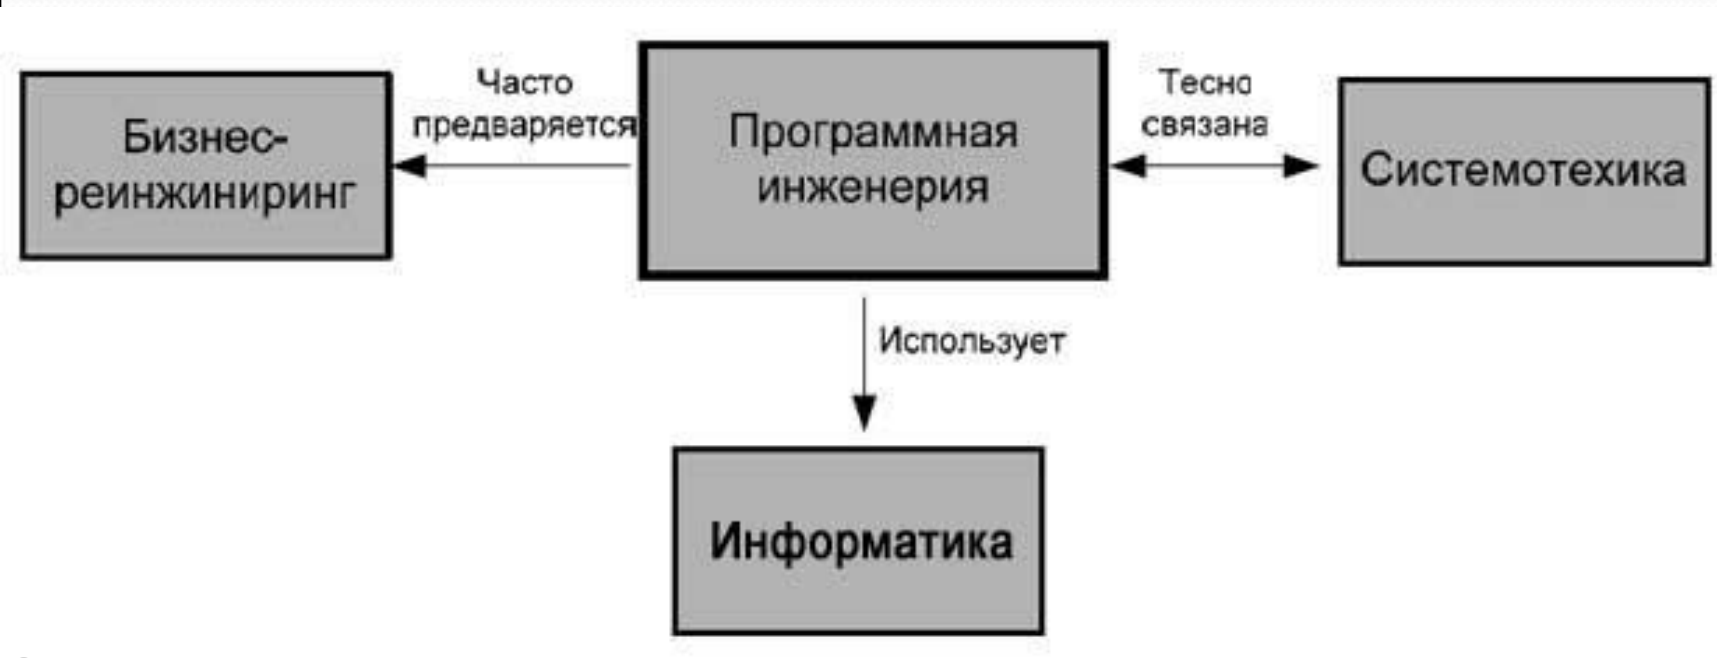 Бизнес-
реинжиниринг
Часто
предваряется
Программная
инженерия
Тесно
связана
Системотехика
Использует
Информатика